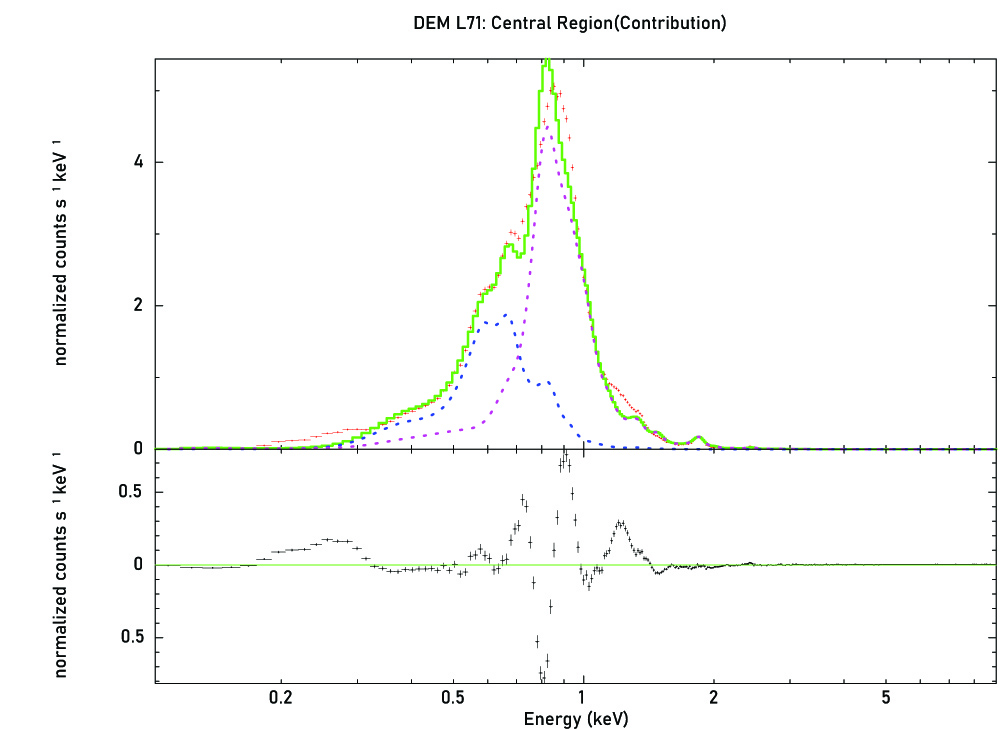 DEM L71: Central Region(Contribution)
normalized counts s 1 keV 1
4
2
0
normalized counts s 1 keV 1
0.5
0
0.5
0.2
0.5
1
2
5
Energy (keV)